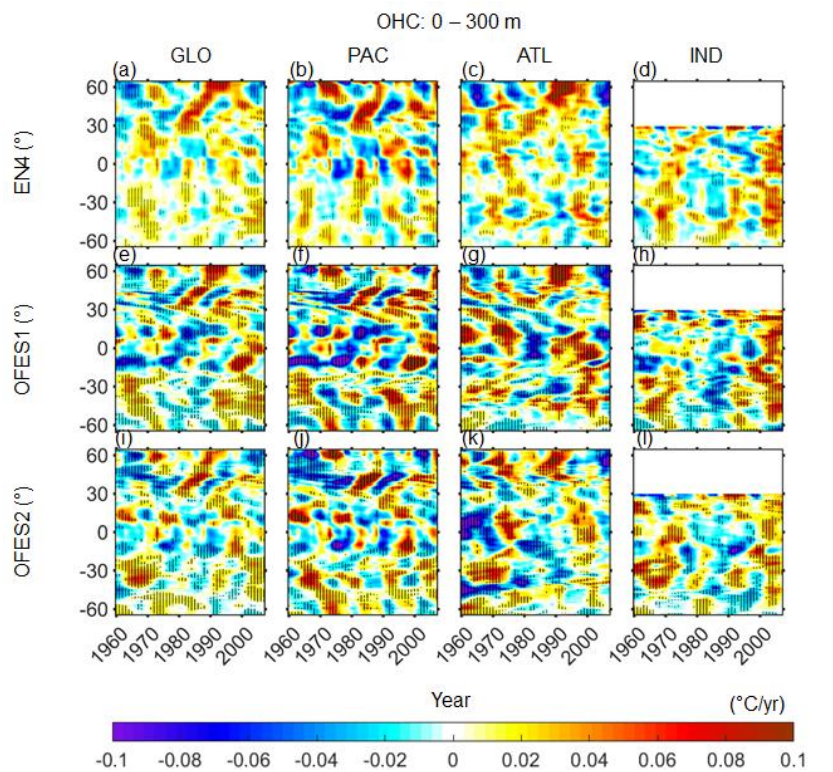 OHC: 0 – 300 m
GLO PAC ATL IND
(a) (b) (c) (d)
60
30
0
-30
-60
EN4 (°)
(e) (f) (g) (h)
60
30
0
-30
-60
OFES1 (°)
(i) (j) (k) (l)
60
30
0
-30
-60
OFES2 (°)
1960 1970 1980 1990 2000 1960 1970 1980 1990 2000 1960 1970 1980 1990 2000 1960 1970 1980 1990 2000
Year (°C/yr)
-0.1 -0.08 -0.06 -0.04 -0.02 0 0.02 0.04 0.06 0.08 0.1